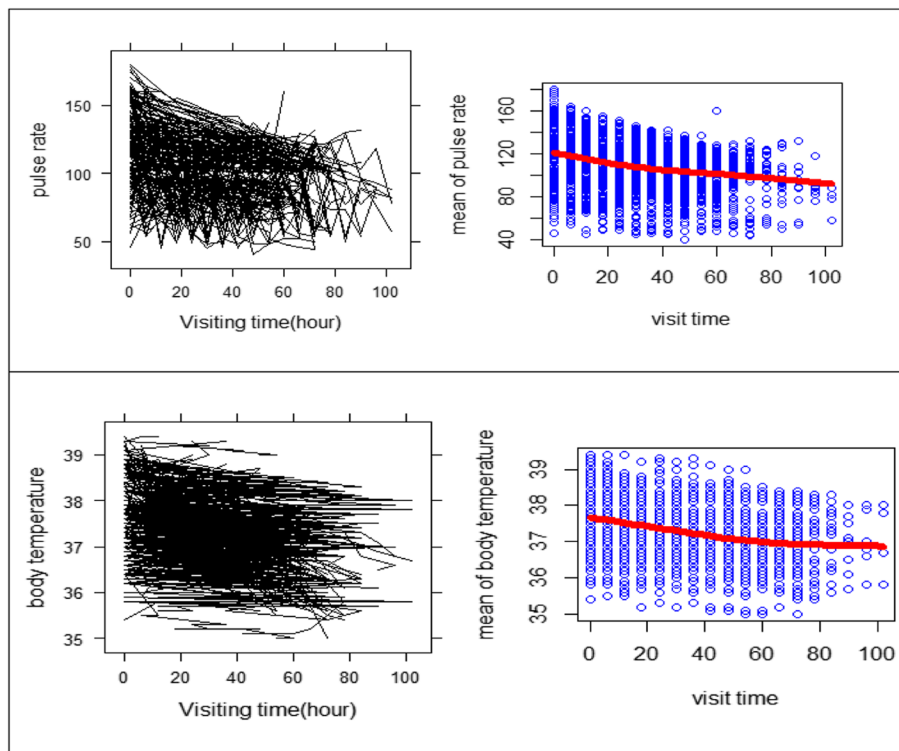 pulse rate
150
100
50
0 20 40 60 80 100
Visiting time(hour)
mean of pulse rate
160
120
80
40
0 20 40 60 80 100
visit time
body temperature
39
38
37
36
35
0 20 40 60 80 100
Visiting time(hour)
mean of body temperature
39
38
37
36
35
0 20 40 60 80 100
visit time